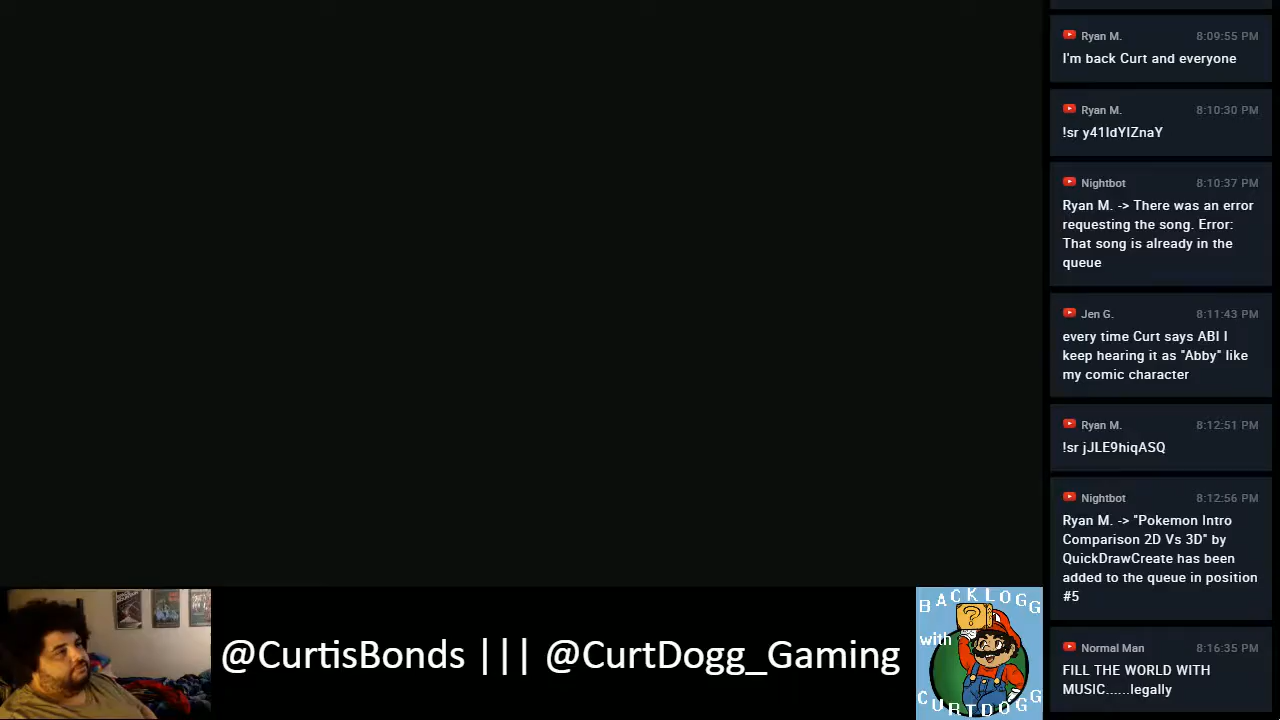 Ryan M. 8:09:55 PM
I'm back Curt and everyone
Ryan M. 8:10:30 PM
!sr y41IdYlZnaY
Nightbot 8:10:37 PM
Ryan M. -> There was an error
requesting the song. Error:
That song is already in the
queue
Jen G. 8:11:43 PM
every time Curt says ABI I
keep hearing it as "Abby" like
my comic character
Ryan M. 8:12:51 PM
!sr jJLE9hiqASQ
Nightbot 8:12:56 PM
Ryan M. -> "Pokemon Intro
Comparison 2D Vs 3D" by
QuickDrawCreate has been
added to the queue in position
#5
Normal Man 8:16:35 PM
FILL THE WORLD WITH
MUSIC......legally
@CurtisBonds ||| @CurtDogg_Gaming
BACKLOGG
with
CURTDOGG